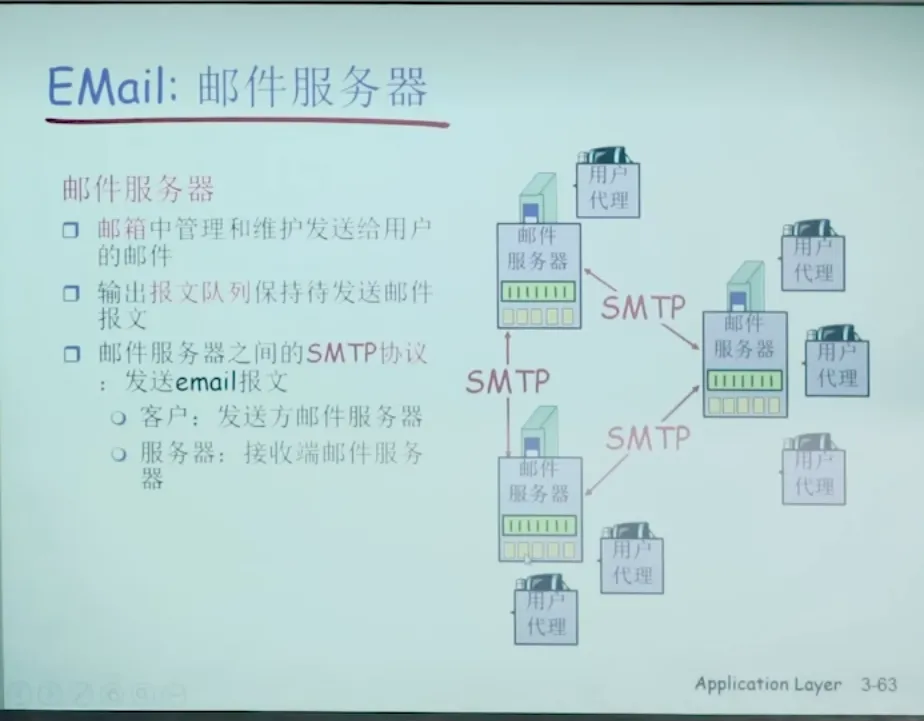 EMail: 邮件服务器
邮件服务器
邮箱中管理和维护发送给用户
的邮件
输出报文队列保持待发送邮件
报文
邮件服务器之间的SMTP协议
：发送email报文
客户：发送方邮件服务器
服务器：接收端邮件服务
器
用户
代理
邮件
服务器
用户
代理
SMTP
邮件
服务器
用户
代理
SMTP
SMTP
用户
代理
邮件
服务器
用户
代理
用户
代理
Application Layer 3-63